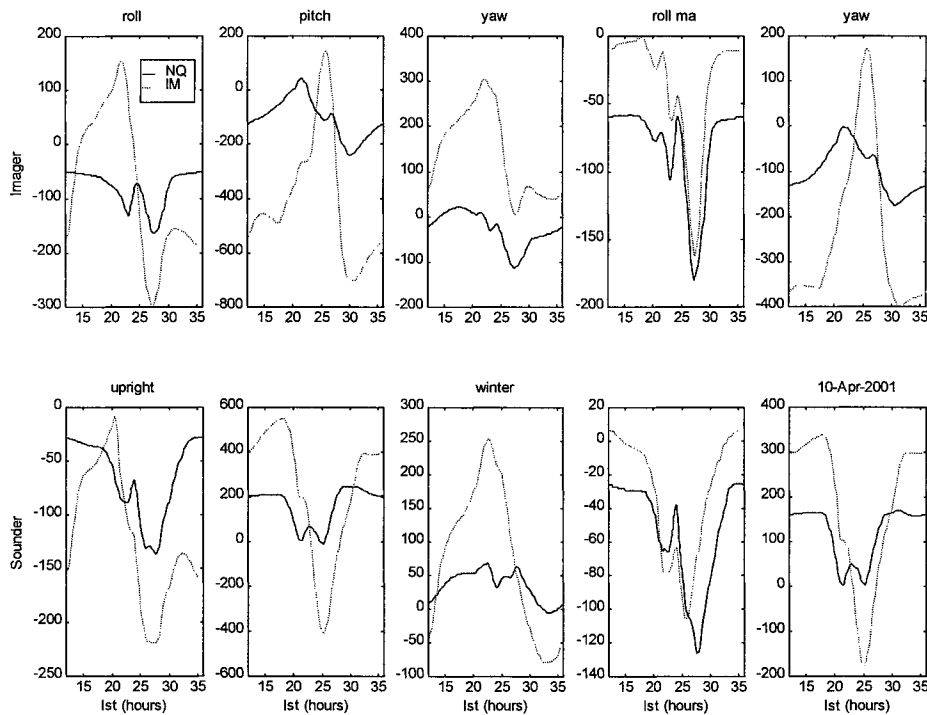 roll pitch yaw roll ma yaw
NQ
IM
Imager
200 100 0 -100 -200 -300
200 0 -200 -400 -600 -800
400 300 200 100 0 -100 -200
0 -50 -100 -150 -200
200 100 0 -100 -200 -300 -400
15 20 25 30 35
15 20 25 30 35
15 20 25 30 35
15 20 25 30 35
15 20 25 30 35
upright winter 10-Apr-2001
Sounder
0 -50 -100 -150 -200 -250
600 400 200 0 -200 -400 -600
300 250 200 150 100 50 0 -50 -100
20 0 -20 -40 -60 -80 -100 -120 -140
400 300 200 100 0 -100 -200
15 20 25 30 35
15 20 25 30 35
15 20 25 30 35
15 20 25 30 35
15 20 25 30 35
lst (hours) lst (hours) lst (hours) lst (hours) lst (hours)